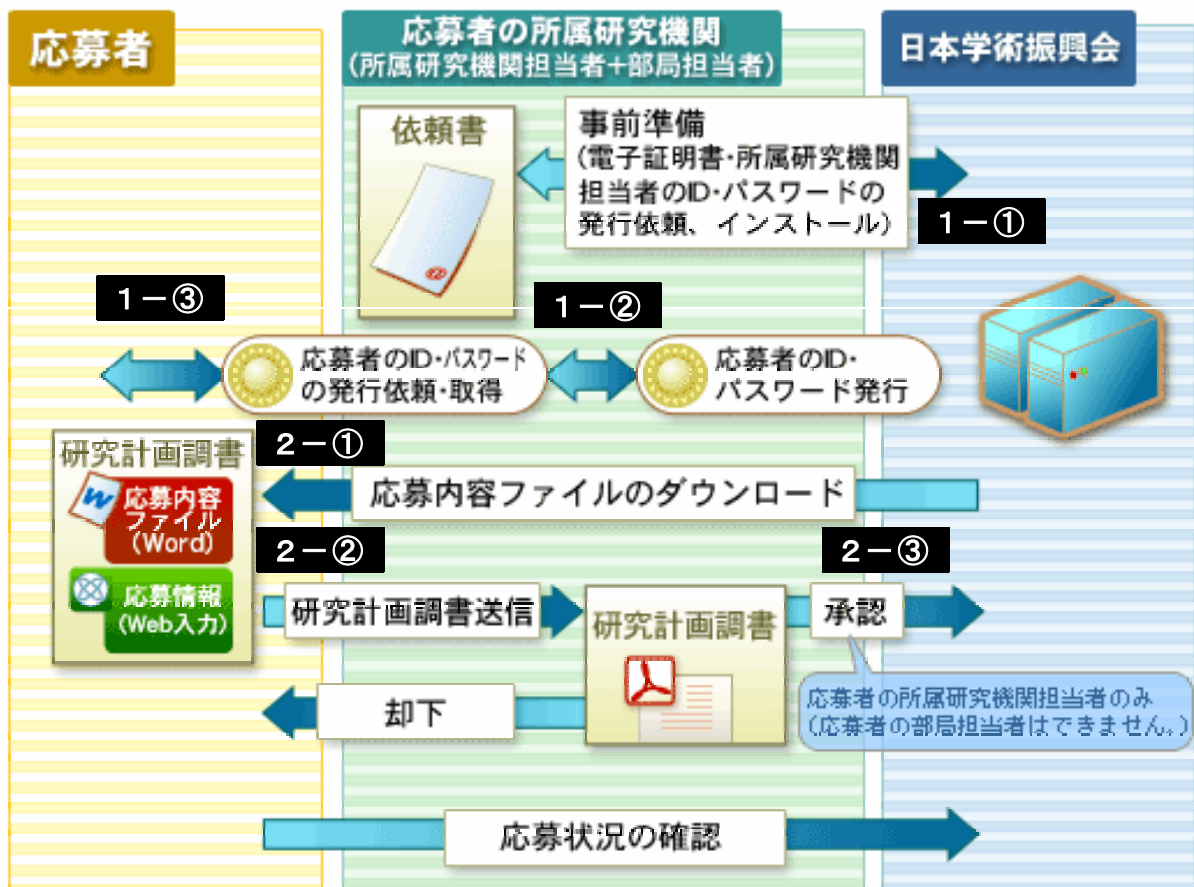 応募者
応募者の所属研究機関
(所属研究機関担当者+部局担当者)
日本学術振興会
依頼書
@
事前準備
(電子証明書・所属研究機関
担当者のID・パスワードの
発行依頼、インストール)
1-①
1-③
1-②
応募者のID・パスワード
の発行依頼・取得
応募者のID・
パスワード発行
研究計画調書
2-①
W
応募内容
ファイル
(Word)
応募内容ファイルのダウンロード
2-②
2-③
応募情報
(Web入力)
研究計画調書送信
研究計画調書
承認
却下
応募者の所属研究機関担当者のみ
(応募者の部局担当者はできません。)
応募状況の確認